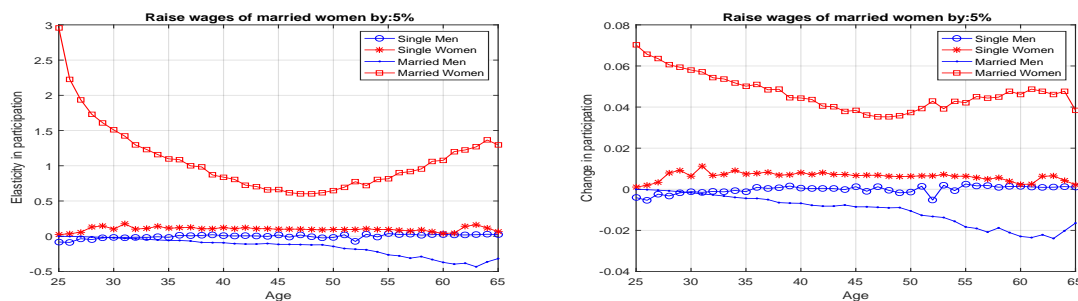 Raise wages of married women by:5%
Elasticity in participation
3
2.5
2
1.5
1
0.5
0
-0.5
25 30 35 40 45 50 55 60 65
Age
Single Men
Single Women
Married Men
Married Women
Raise wages of married women by:5%
Change in participation
0.08
0.06
0.04
0.02
0
-0.02
-0.04
25 30 35 40 45 50 55 60 65
Age
Single Men
Single Women
Married Men
Married Women